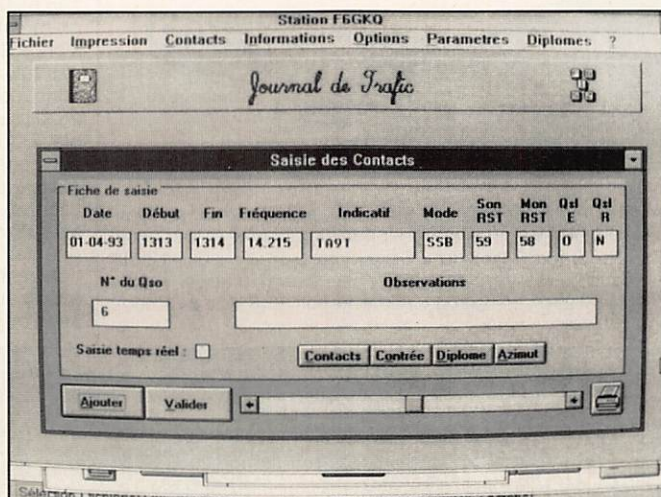 Station F6GKQ
Fichier Impression Contacts Informations Options Parametres Diplomes ?
Journal de Trafic
Saisie des Contacts
Fiche de saisie
Date Début Fin Fréquence Indicatif Mode Son RST Mon RST Qsl E Qsl R
01-04-93 1313 1314 14.215 TA9T SSB 59 58 O N
N° du Qso Observations
6
Saisie temps réel :
Contacts Contrée Diplome Azimut
Ajouter Valider